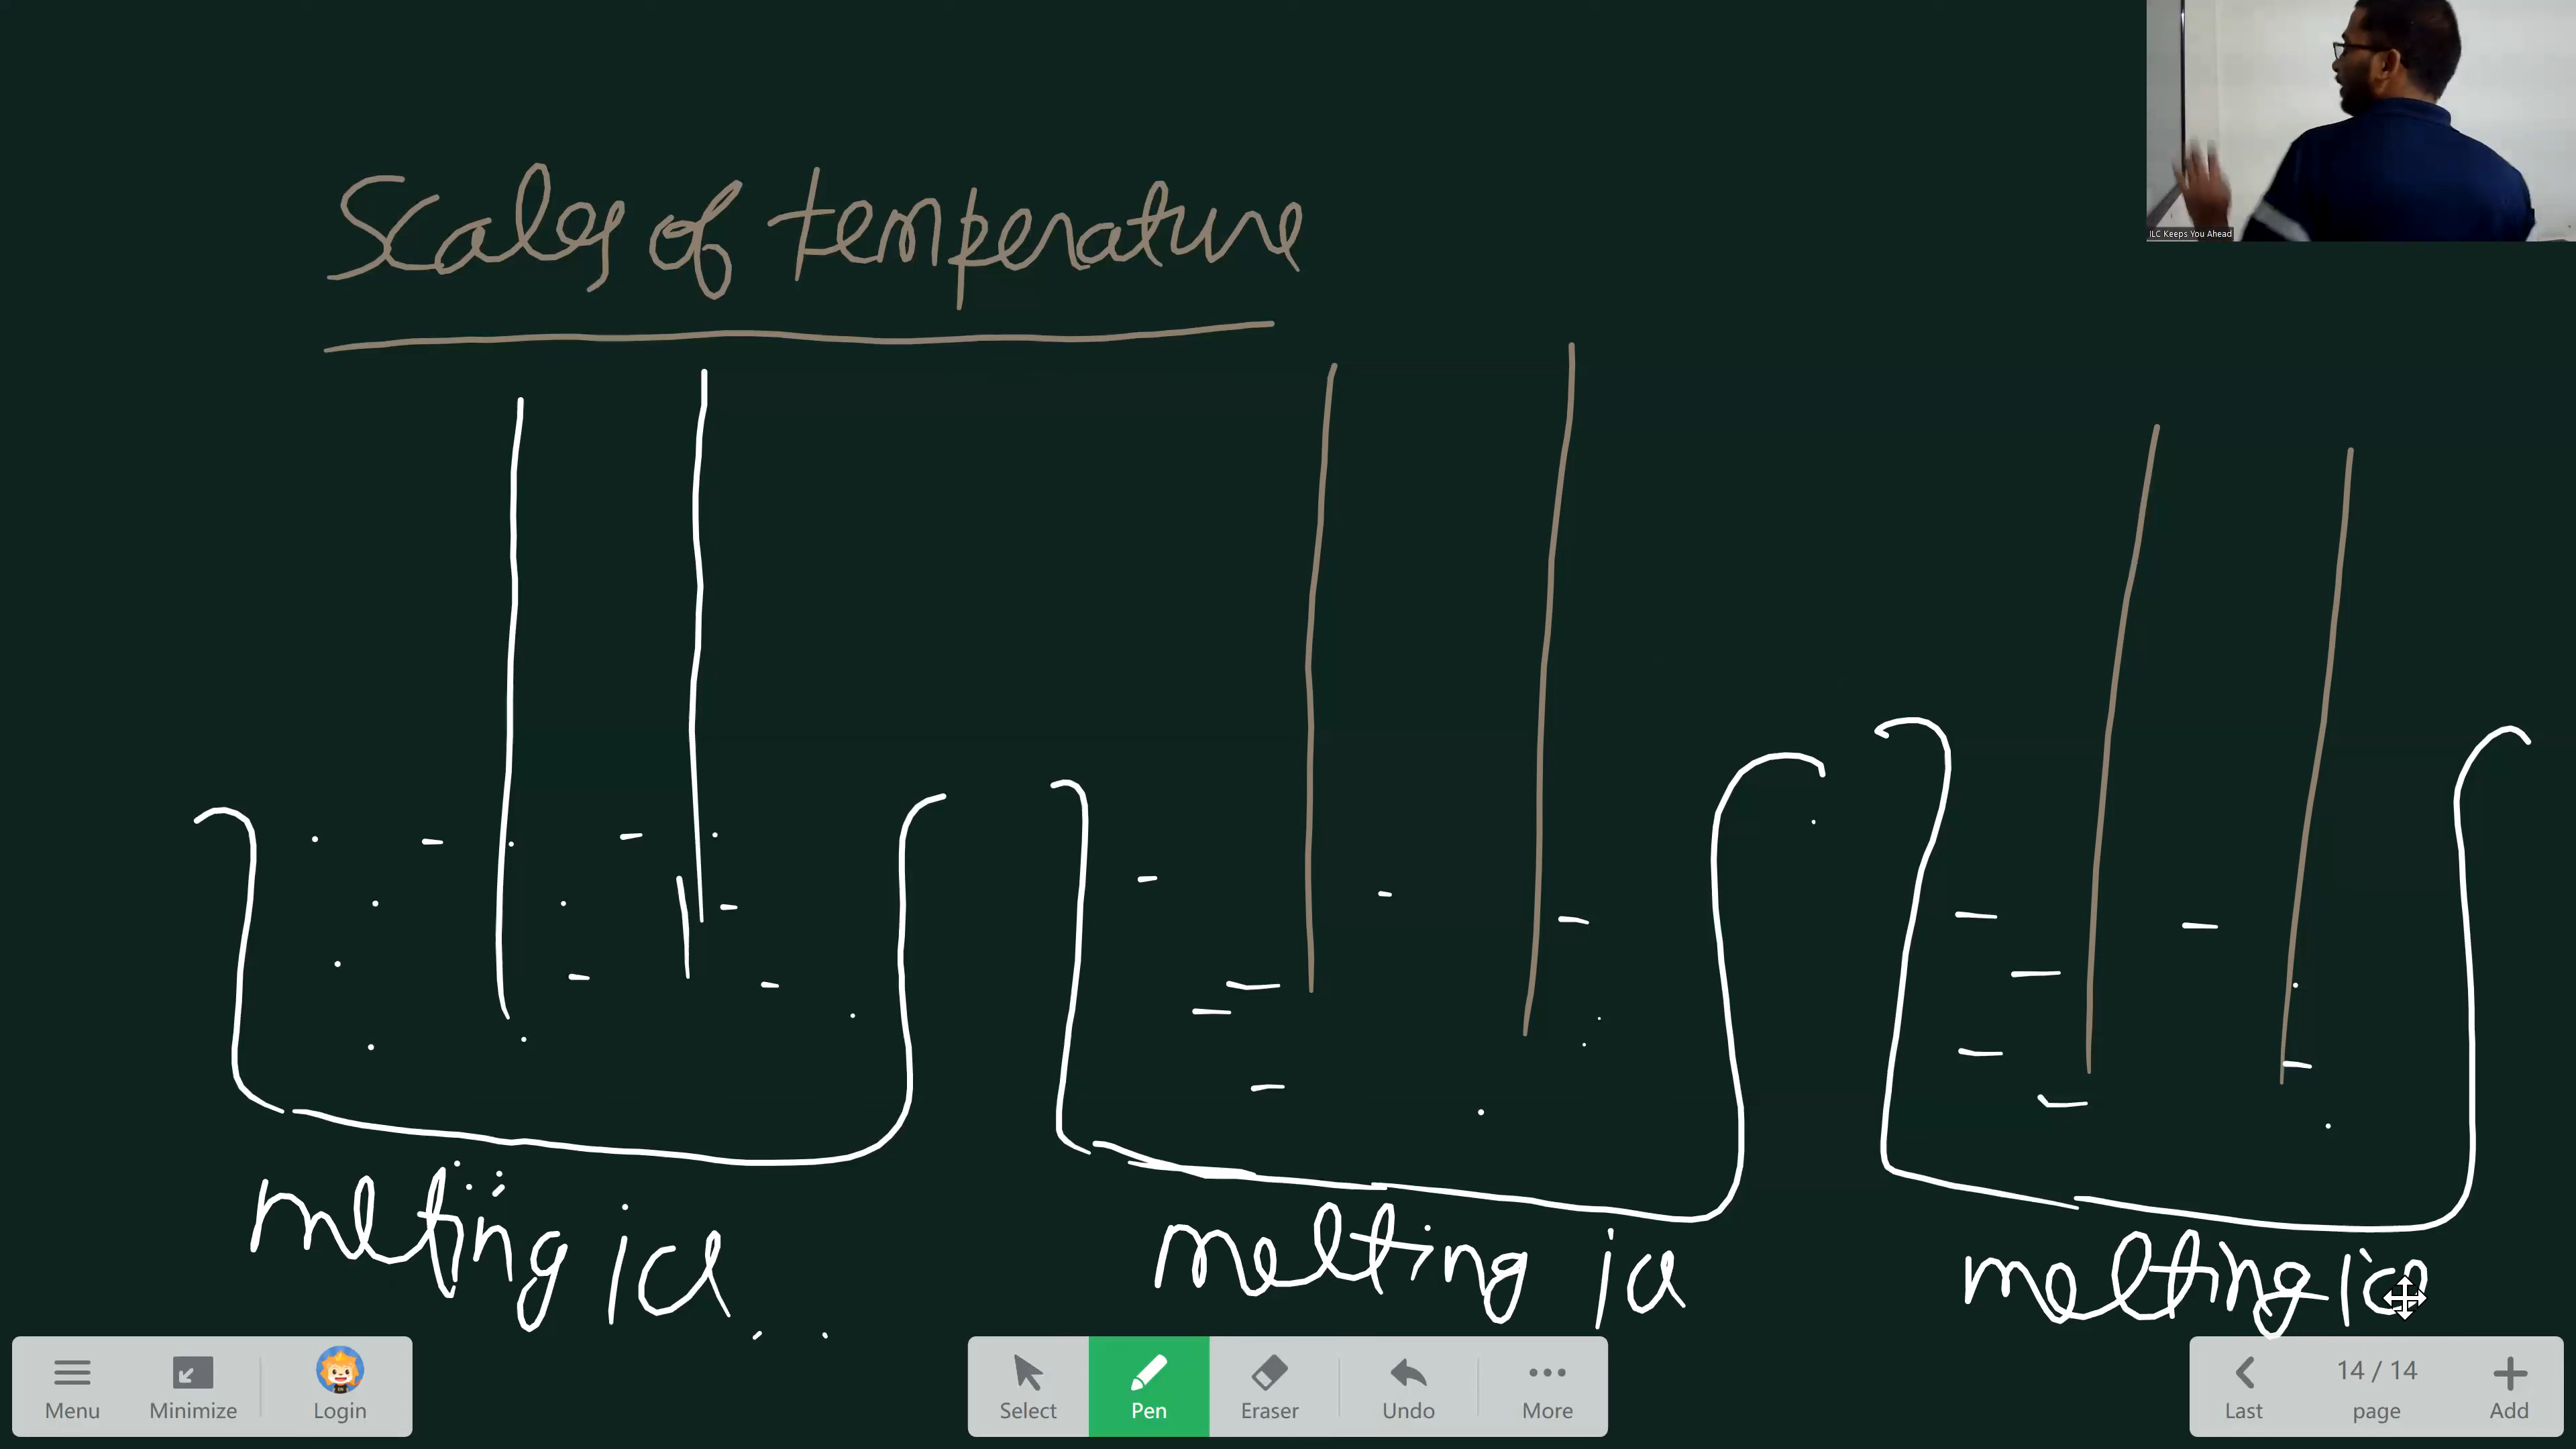 ILC Keeps You Ahead
Scales of temperature
melting ice
melting ice
melting ice
Menu
Minimize
Login
Select
Pen
Eraser
Undo
More
Last
14 / 14
page
Add